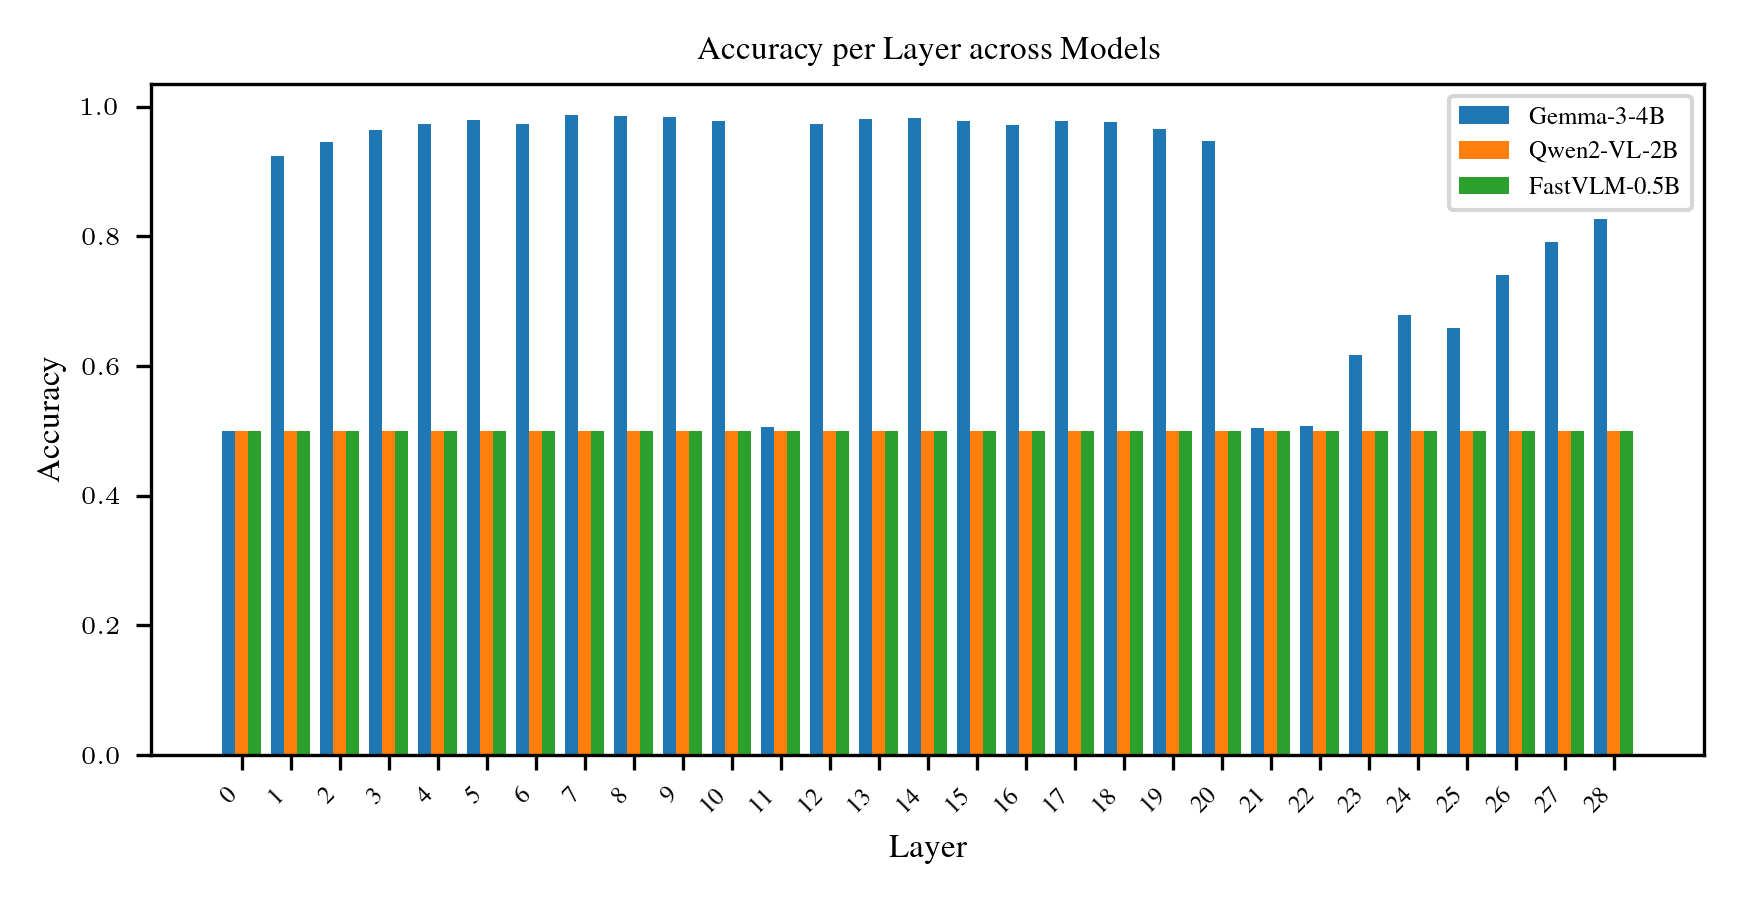 Accuracy per Layer across Models
Gemma-3-4B
Qwen2-VL-2B
FastVLM-0.5B
Accuracy
1.0
0.8
0.6
0.4
0.2
0.0
0 1 2 3 4 5 6 7 8 9 10 11 12 13 14 15 16 17 18 19 20 21 22 23 24 25 26 27 28
Layer